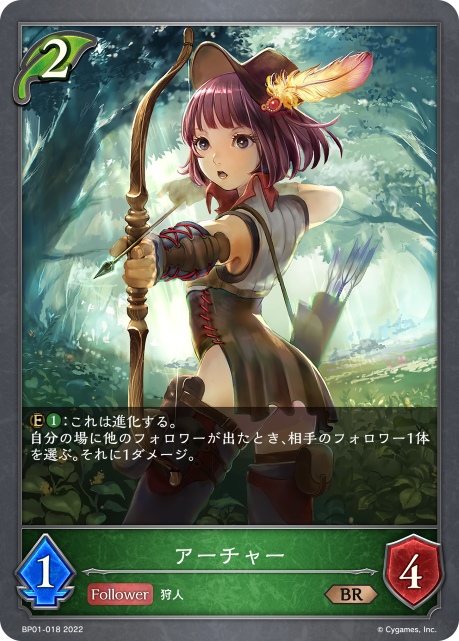 2
E 1:これは進化する。
自分の場に他のフォロワーが出たとき、相手のフォロワー1体
を選ぶ。それに1ダメージ。
アーチャー
1
Follower 狩人
BR
4
BP01-018 2022
© Cygames, Inc.